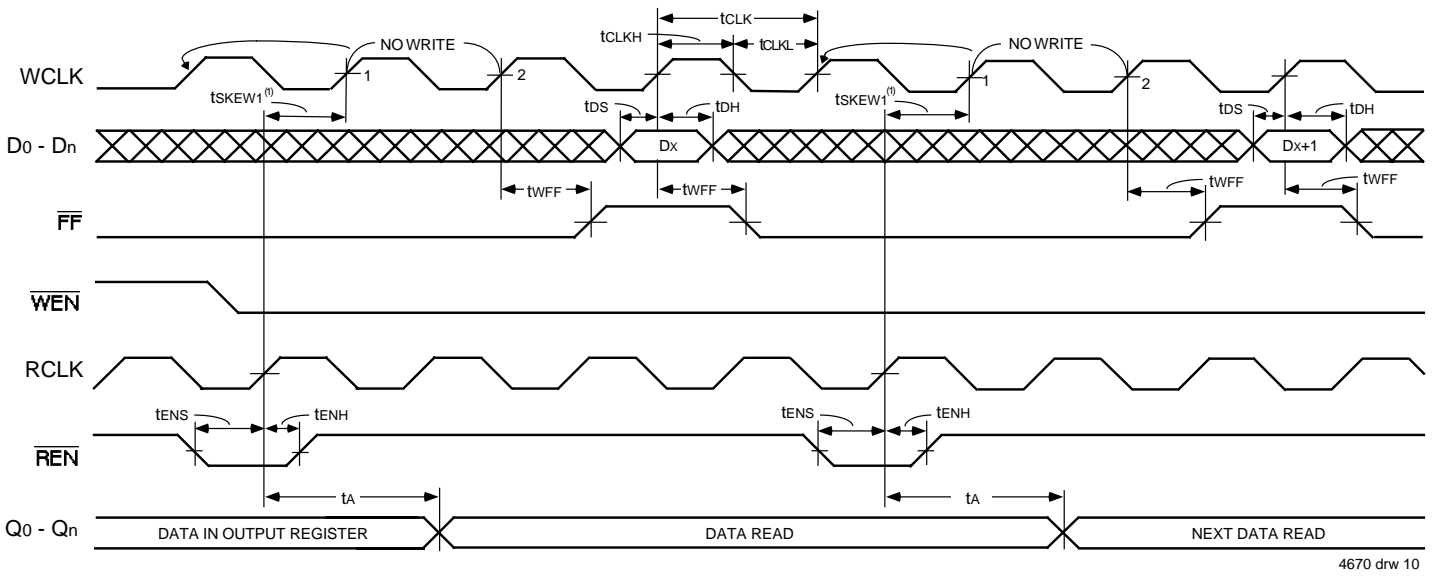 tCLK
NO WRITE
tCLKH
tCLKL
NO WRITE
WCLK
1
2
1
2
tSKEW1(1)
tDS
tDH
tSKEW1(1)
tDS
tDH
D0 - Dn
DX
DX+1
tWFF
tWFF
tWFF
tWFF
FF
WEN
RCLK
tENS
tENH
tENS
tENH
REN
tA
tA
Q0 - Qn
DATA IN OUTPUT REGISTER
DATA READ
NEXT DATA READ
4670 drw 10